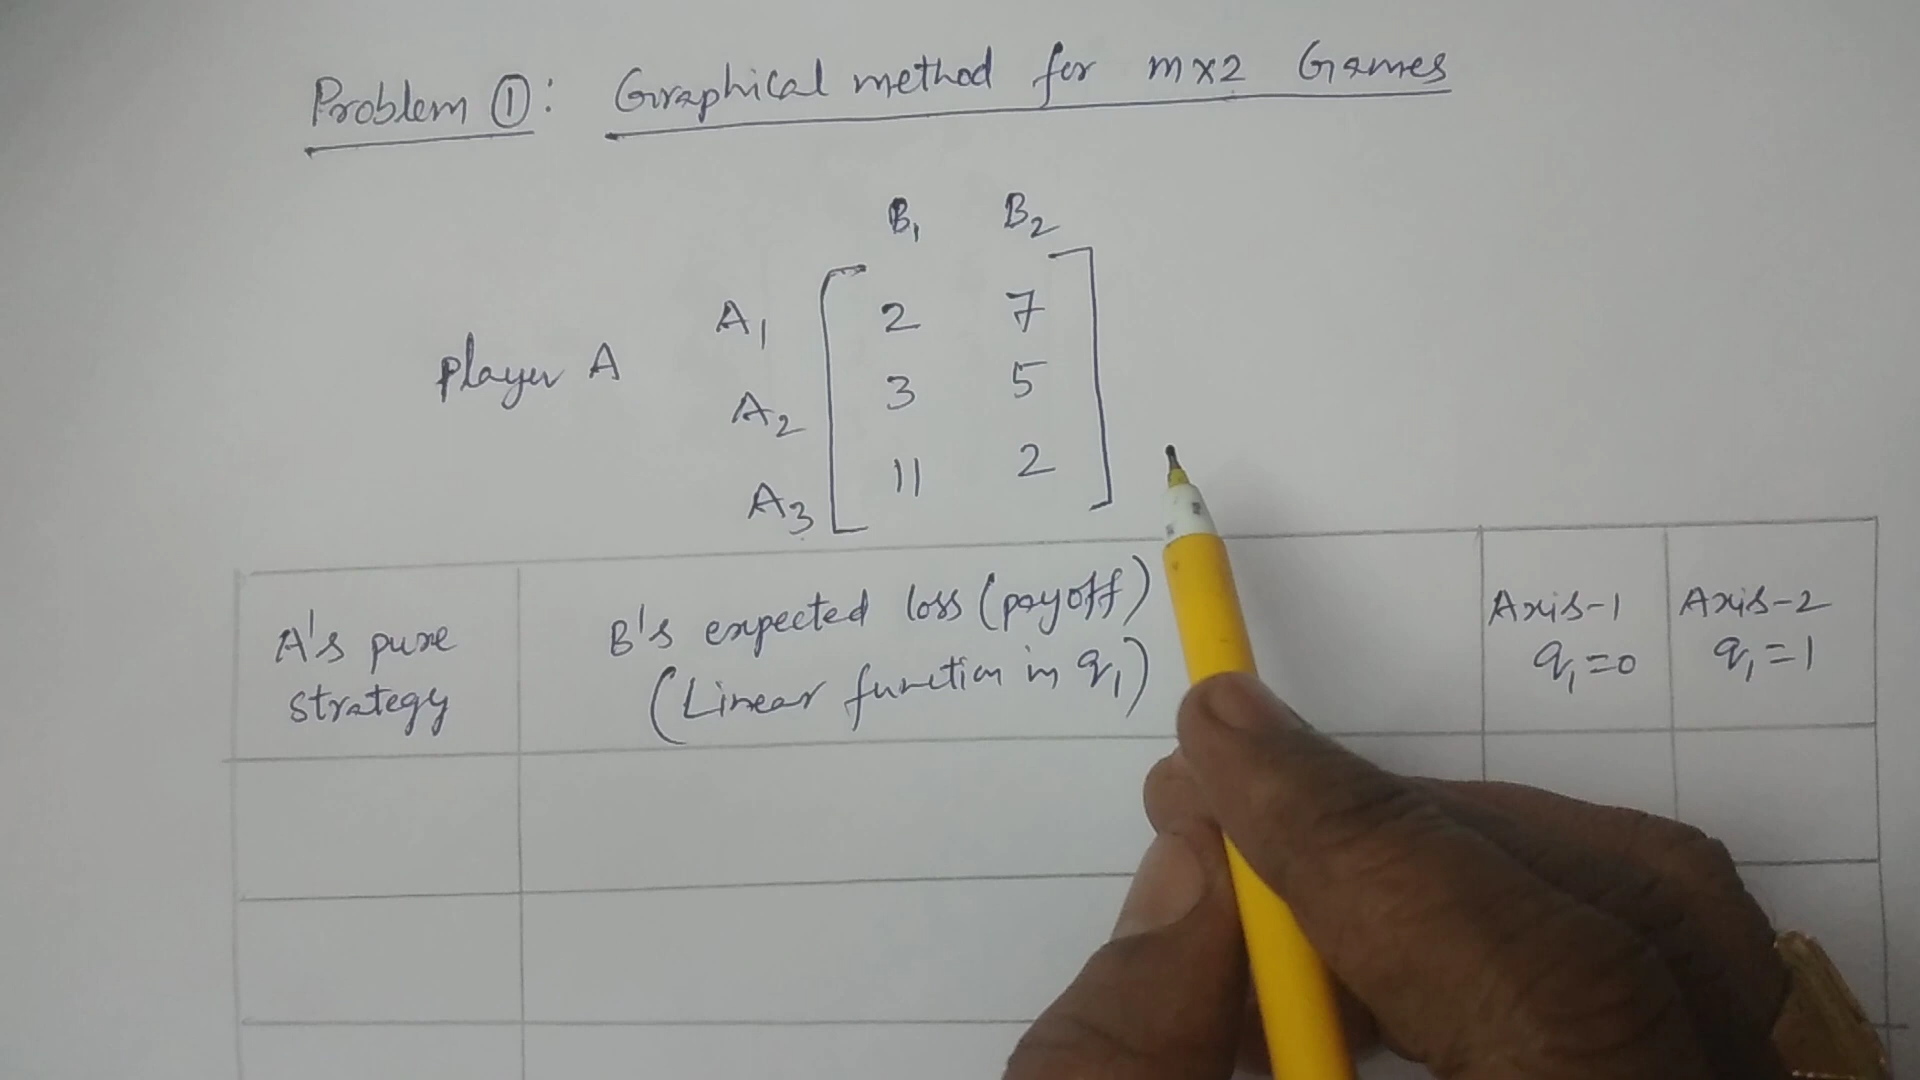 Problem ①: Graphical method for m×2 Games
B₁ B₂
Player A
A₁ 2 7
A₂ 3 5
A₃ 11 2
A's pure strategy
B's expected loss (payoff)
(Linear function in q₁)
Axis-1
q₁=0
Axis-2
q₁=1